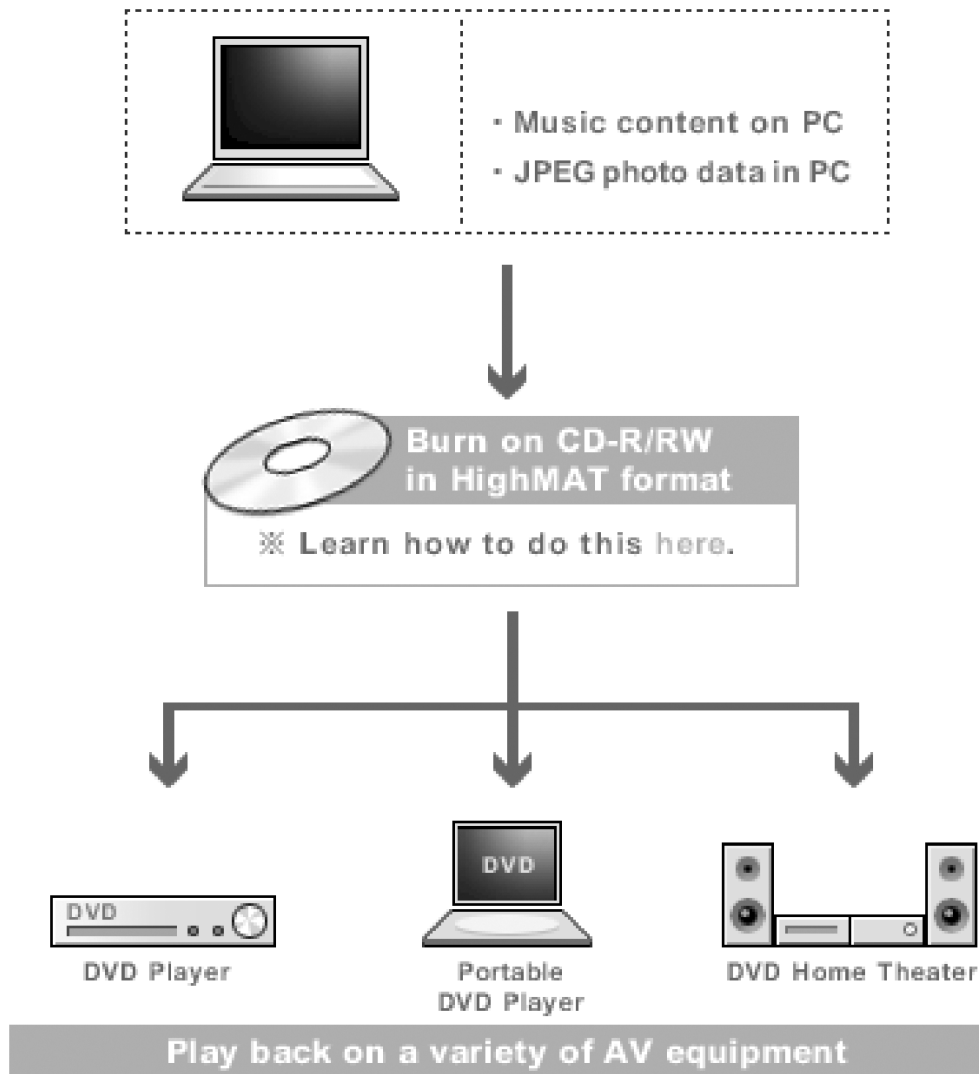 ・Music content on PC
・JPEG photo data in PC
Burn on CD-R/RW
in HighMAT format
※ Learn how to do this here.
DVD
DVD
DVD Player
Portable
DVD Player
DVD Home Theater
Play back on a variety of AV equipment